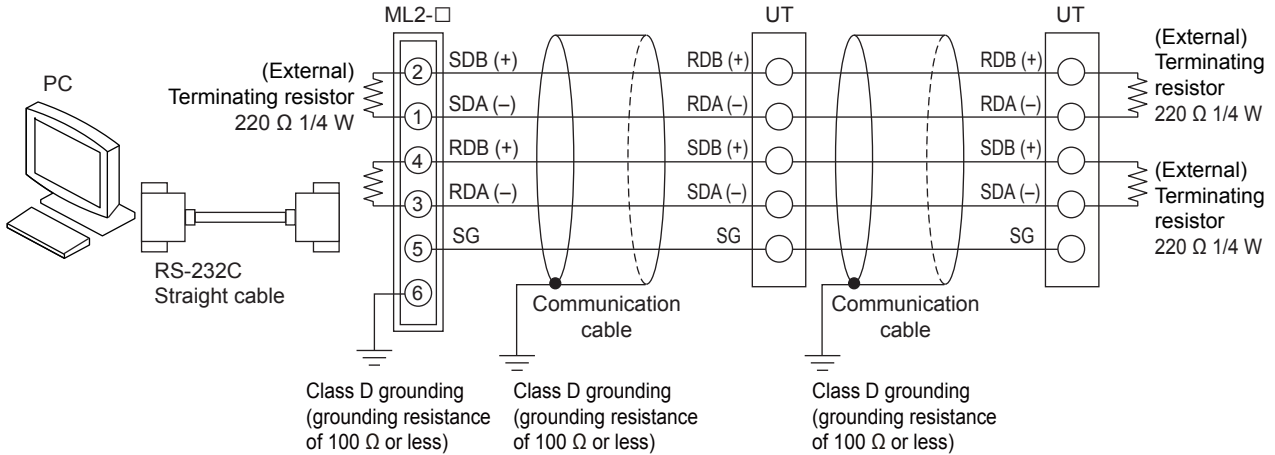 ML2-□
UT
UT
PC
(External)
Terminating resistor
220 Ω 1/4 W
RS-232C
Straight cable
2
SDB (+)
RDB (+)
RDB (+)
1
SDA (–)
RDA (–)
RDA (–)
4
RDB (+)
SDB (+)
SDB (+)
3
RDA (–)
SDA (–)
SDA (–)
5
SG
SG
SG
6
(External)
Terminating
resistor
220 Ω 1/4 W
(External)
Terminating
resistor
220 Ω 1/4 W
Communication
cable
Communication
cable
Class D grounding
(grounding resistance
of 100 Ω or less)
Class D grounding
(grounding resistance
of 100 Ω or less)
Class D grounding
(grounding resistance
of 100 Ω or less)